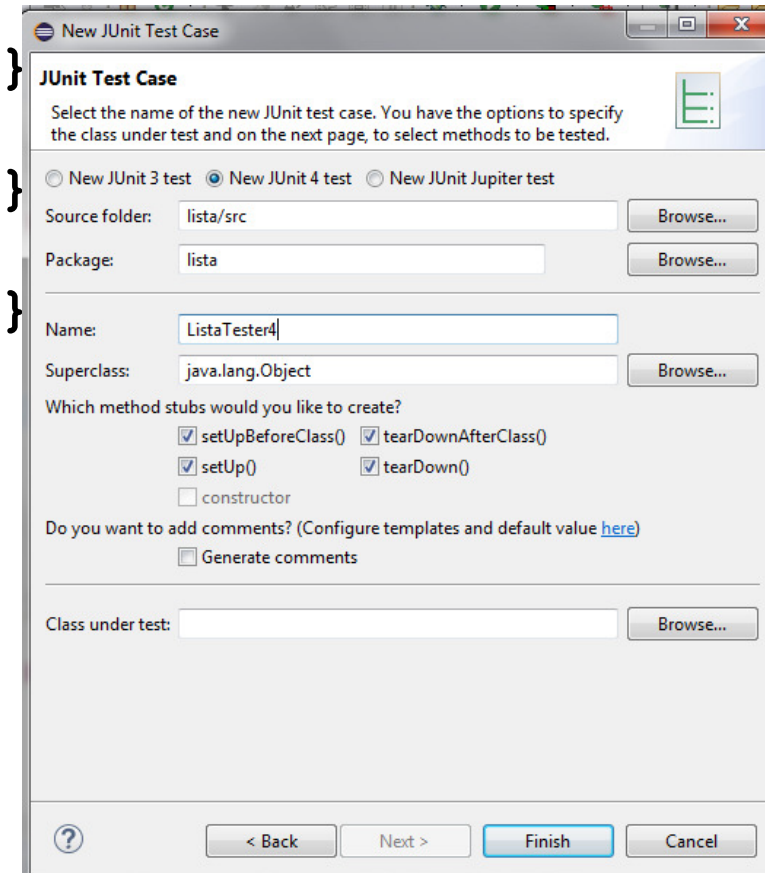 New JUnit Test Case
}
JUnit Test Case
Select the name of the new JUnit test case. You have the options to specify
the class under test and on the next page, to select methods to be tested.
}
New JUnit 3 test New JUnit 4 test New JUnit Jupiter test
Source folder: lista/src Browse...
Package: lista Browse...
}
Name: ListaTester4
Superclass: java.lang.Object Browse...
Which method stubs would you like to create?
setUpBeforeClass() tearDownAfterClass()
setUp() tearDown()
constructor
Do you want to add comments? (Configure templates and default value here)
Generate comments
Class under test: Browse...
? < Back Next > Finish Cancel